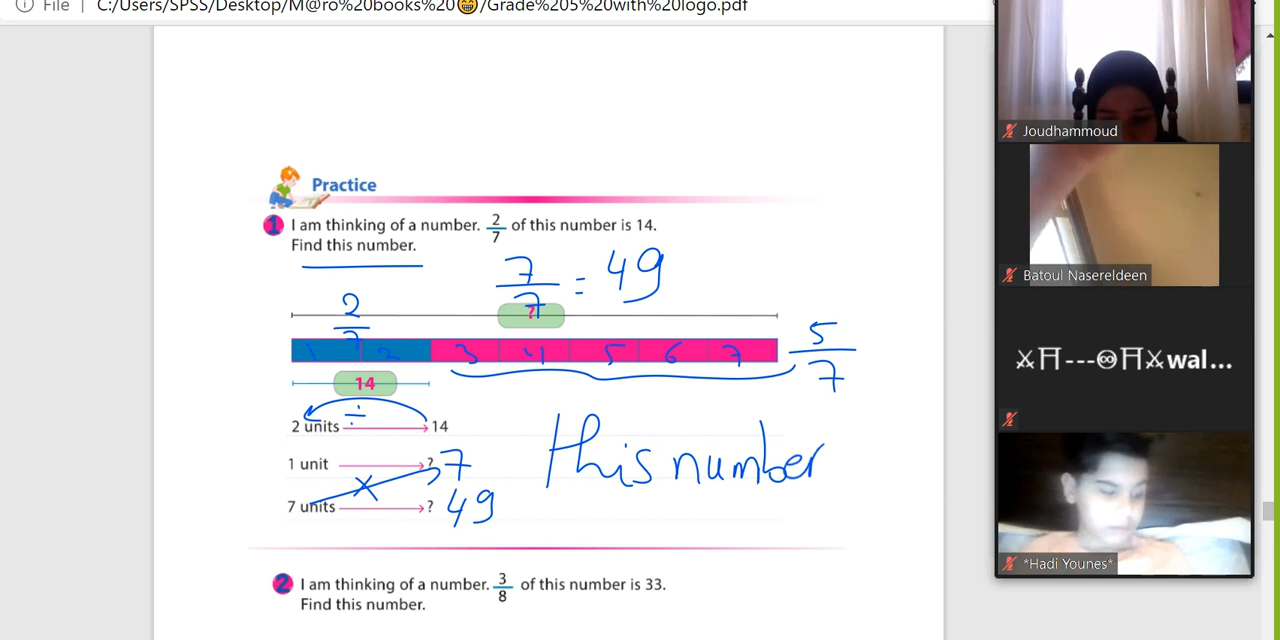 File | C:/Users/SPSS/Desktop/M@ro%20books%20😁/Grade%205%20with%20logo.pdf
Practice
1 I am thinking of a number. 2/7 of this number is 14.
Find this number.
7/7 = 49
2/7
?
1 2 3 4 5 6 7
5/7
14
÷
2 units → 14
1 unit → ? 7
×
7 units → ? 49
this number
2 I am thinking of a number. 3/8 of this number is 33.
Find this number.
Joudhammoud
Batoul Nasereldeen
⚔⛩---♾⛩⚔wal...
*Hadi Younes*